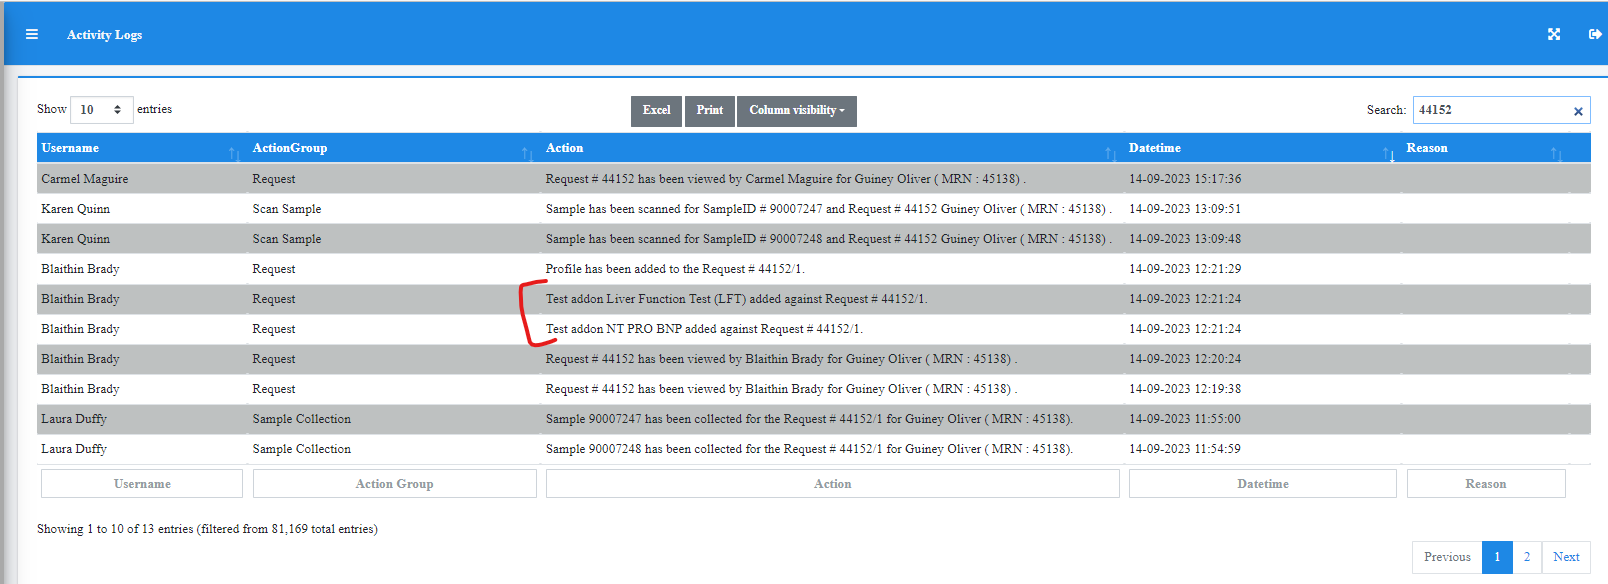 Activity Logs
Show 10 entries Excel Print Column visibility Search: 44152
Username ActionGroup Action Datetime Reason
Carmel Maguire Request Request # 44152 has been viewed by Carmel Maguire for Guiney Oliver ( MRN : 45138) . 14-09-2023 15:17:36
Karen Quinn Scan Sample Sample has been scanned for SampleID # 90007247 and Request # 44152 Guiney Oliver ( MRN : 45138) . 14-09-2023 13:09:51
Karen Quinn Scan Sample Sample has been scanned for SampleID # 90007248 and Request # 44152 Guiney Oliver ( MRN : 45138) . 14-09-2023 13:09:48
Blaithin Brady Request Profile has been added to the Request # 44152/1. 14-09-2023 12:21:29
Blaithin Brady Request Test addon Liver Function Test (LFT) added against Request # 44152/1. 14-09-2023 12:21:24
Blaithin Brady Request Test addon NT PRO BNP added against Request # 44152/1. 14-09-2023 12:21:24
Blaithin Brady Request Request # 44152 has been viewed by Blaithin Brady for Guiney Oliver ( MRN : 45138) . 14-09-2023 12:20:24
Blaithin Brady Request Request # 44152 has been viewed by Blaithin Brady for Guiney Oliver ( MRN : 45138) . 14-09-2023 12:19:38
Laura Duffy Sample Collection Sample 90007247 has been collected for the Request # 44152/1 for Guiney Oliver ( MRN : 45138). 14-09-2023 11:55:00
Laura Duffy Sample Collection Sample 90007248 has been collected for the Request # 44152/1 for Guiney Oliver ( MRN : 45138). 14-09-2023 11:54:59
Username Action Group Action Datetime Reason
Showing 1 to 10 of 13 entries (filtered from 81,169 total entries)
Previous 1 2 Next